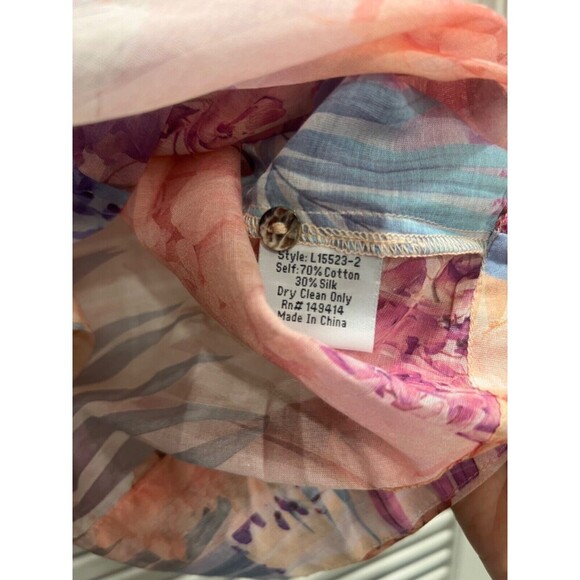 Style: L15523-2
Self:70% Cotton
30% Silk
Dry Clean Only
Rn# 149414
Made In China